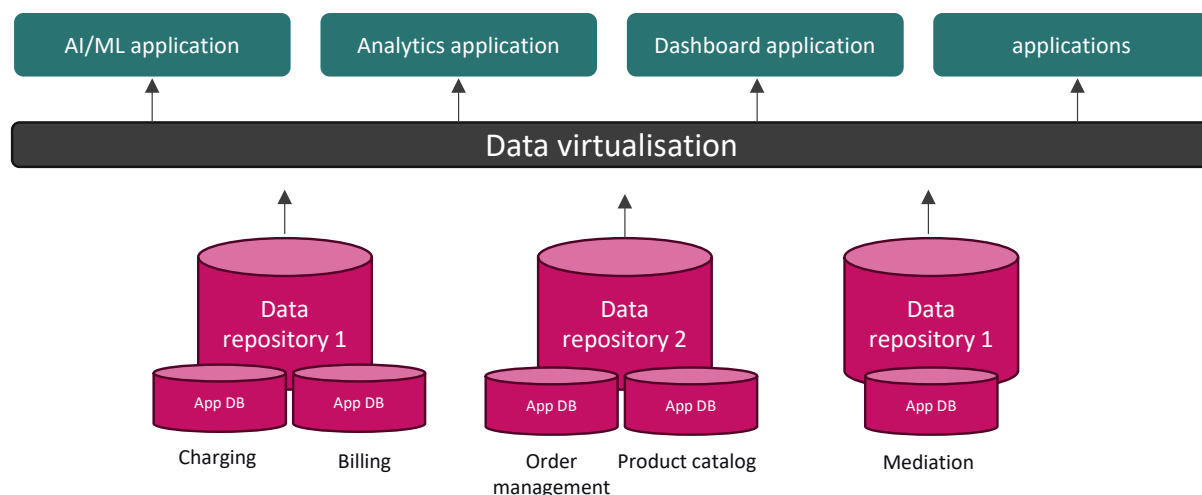 AI/ML application
Analytics application
Dashboard application
applications
Data virtualisation
Data
repository 1
Data
repository 2
Data
repository 1
App DB
App DB
App DB
App DB
App DB
Charging
Billing
Order
management
Product catalog
Mediation